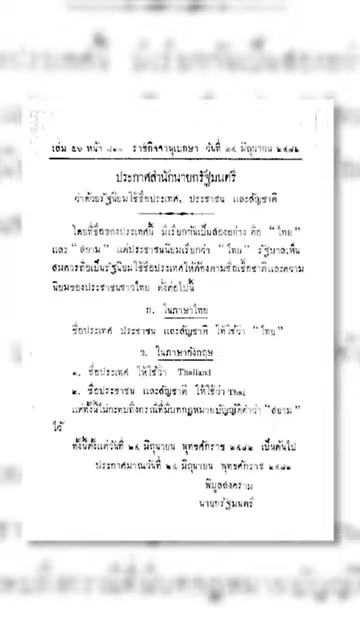 เล่ม ๕๖ หน้า ๘๑๐ ราชกิจจานุเบกษา วันที่ ๒๔ มิถุนายน ๒๔๘๒
ประกาศสำนักนายกรัฐมนตรี
ว่าด้วยรัฐนิยมใช้ชื่อประเทศ, ประชาชน และสัญชาติ
โดยที่ชื่อของประเทศนี้ มีเรียกกันเป็นสองอย่าง คือ "ไทย"
และ "สยาม" แต่ประชาชนนิยมเรียกว่า "ไทย" รัฐบาลเห็น
สมควรถือเป็นรัฐนิยมใช้ชื่อประเทศให้ต้องตามชื่อเชื้อชาติและความ
นิยมของประชาชนชาวไทย ดั่งต่อไปนี้
ก. ในภาษาไทย
ชื่อประเทศ ประชาชน และสัญชาติ ให้ใช้ว่า "ไทย"
ข. ในภาษาอังกฤษ
๑. ชื่อประเทศ ให้ใช้ว่า Thailand
๒. ชื่อประชาชน และสัญชาติ ให้ใช้ว่า Thai
แต่ทั้งนี้ไม่กระทบถึงกรณีที่มีบทกฎหมายบัญญัติคำว่า "สยาม"
ไว้
ทั้งนี้ตั้งแต่วันที่ ๒๔ มิถุนายน พุทธศักราช ๒๔๘๒ เป็นต้นไป
ประกาศมาณวันที่ ๒๔ มิถุนายน พุทธศักราช ๒๔๘๒
พิบูลสงคราม
นายกรัฐมนตรี